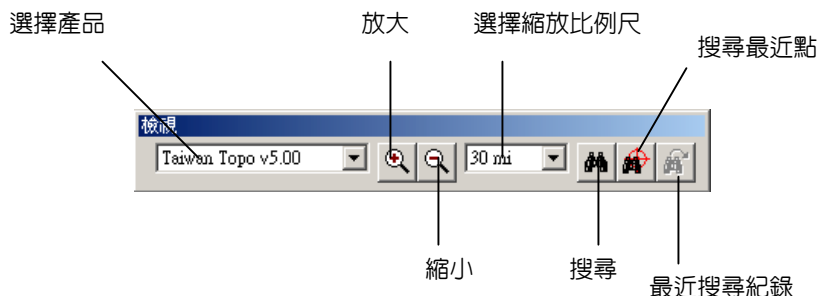 選擇產品
放大
選擇縮放比例尺
搜尋最近點
檢視
Taiwan Topo v5.00
30 mi
縮小
搜尋
最近搜尋紀錄